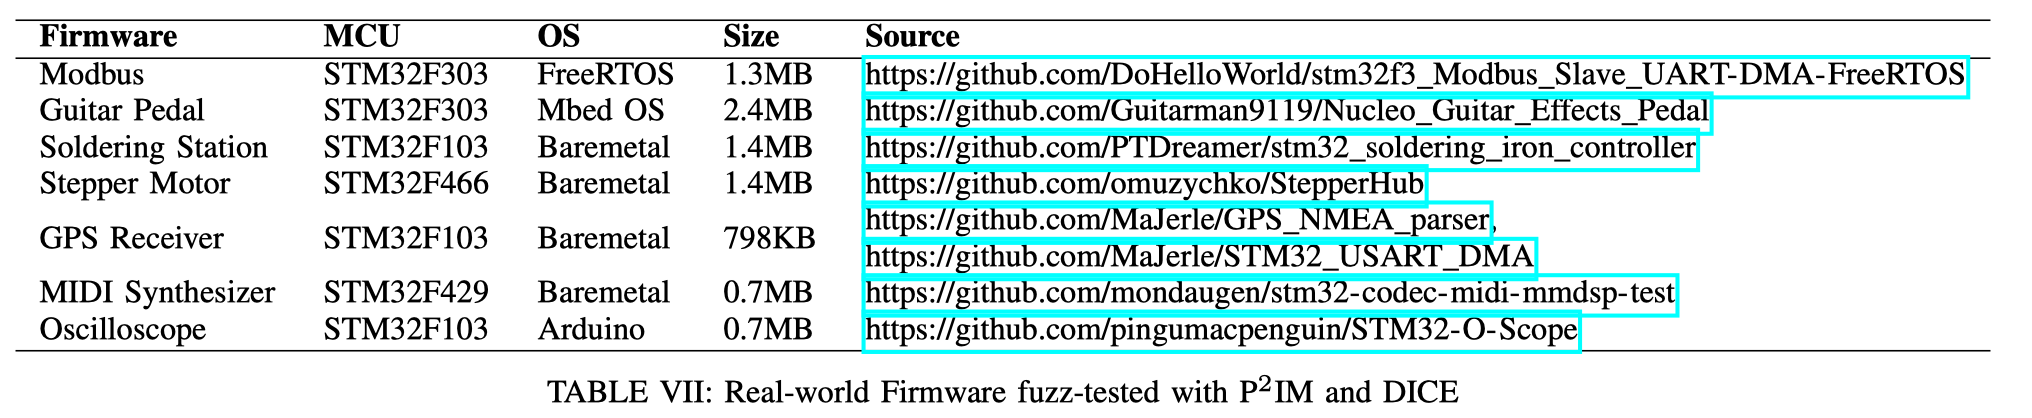 Firmware MCU OS Size Source
Modbus STM32F303 FreeRTOS 1.3MB https://github.com/DoHelloWorld/stm32f3_Modbus_Slave_UART-DMA-FreeRTOS
Guitar Pedal STM32F303 Mbed OS 2.4MB https://github.com/Guitarman9119/Nucleo_Guitar_Effects_Pedal
Soldering Station STM32F103 Baremetal 1.4MB https://github.com/PTDreamer/stm32_soldering_iron_controller
Stepper Motor STM32F466 Baremetal 1.4MB https://github.com/omuzychko/StepperHub
GPS Receiver STM32F103 Baremetal 798KB https://github.com/MaJerle/GPS_NMEA_parser,
https://github.com/MaJerle/STM32_USART_DMA
MIDI Synthesizer STM32F429 Baremetal 0.7MB https://github.com/mondaugen/stm32-codec-midi-mmdsp-test
Oscilloscope STM32F103 Arduino 0.7MB https://github.com/pingumacpenguin/STM32-O-Scope
TABLE VII: Real-world Firmware fuzz-tested with P²IM and DICE